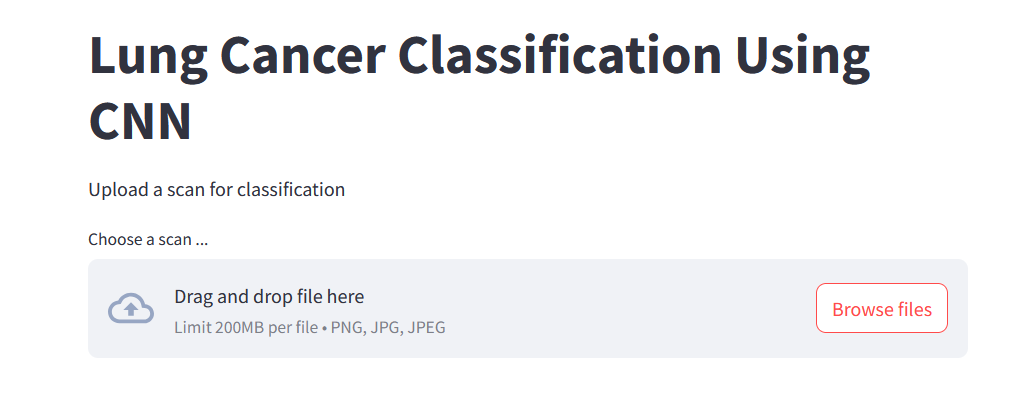 Lung Cancer Classification Using
CNN
Upload a scan for classification
Choose a scan ...
Drag and drop file here
Limit 200MB per file • PNG, JPG, JPEG
Browse files